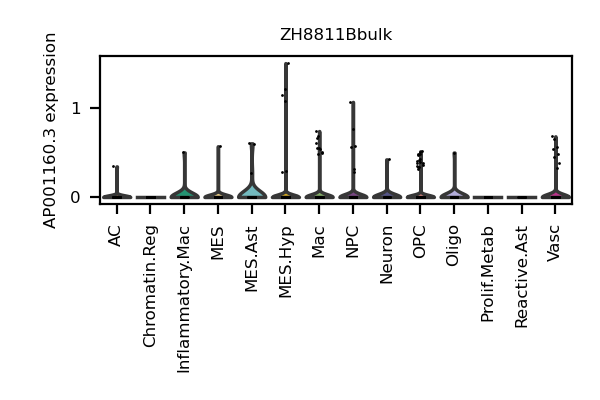 ZH8811Bbulk
AP001160.3 expression
1
0
AC
Chromatin.Reg
Inflammatory.Mac
MES
MES.Ast
MES.Hyp
Mac
NPC
Neuron
OPC
Oligo
Prolif.Metab
Reactive.Ast
Vasc